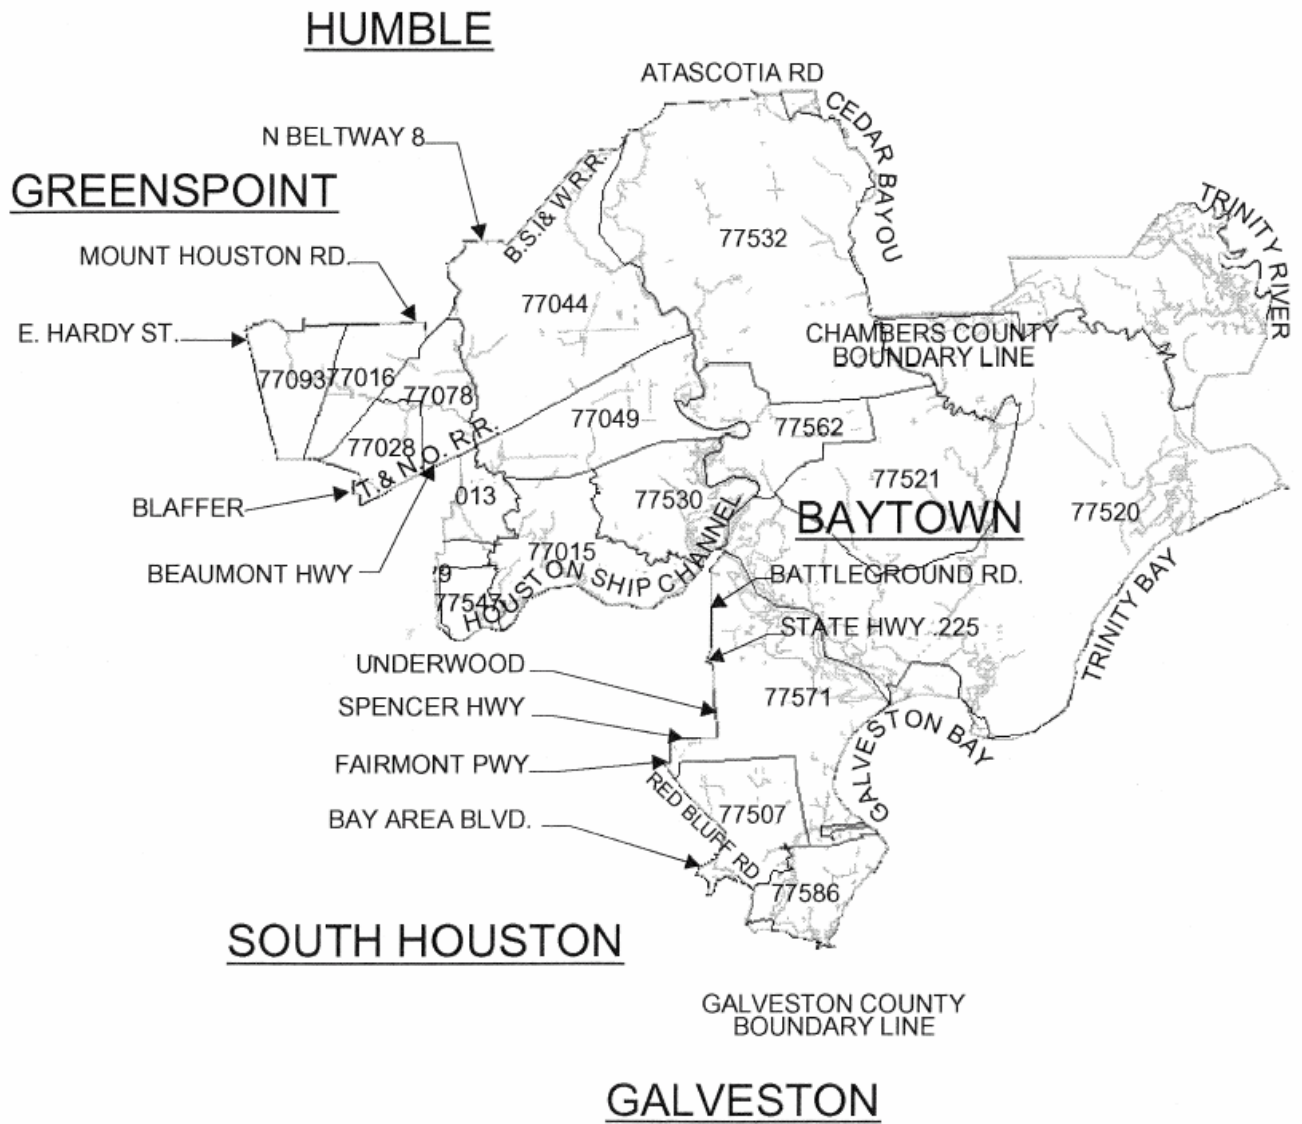 HUMBLE
ATASCOTIA RD
CEDAR BAYOU
N BELTWAY 8
B.S.I& W R.R.
GREENSPOINT
TRINITY RIVER
77532
MOUNT HOUSTON RD.
77044
E. HARDY ST.
CHAMBERS COUNTY
BOUNDARY LINE
77093
77016
77078
77049
77562
77028
T & N.O. R.R.
77521
77530
013
BLAFFER
BAYTOWN
77520
77015
HOUSTON SHIP CHANNEL
BEAUMONT HWY
79
BATTLEGROUND RD.
77547
STATE HWY .225
TRINITY BAY
UNDERWOOD
77571
SPENCER HWY
GALVESTON BAY
FAIRMONT PWY
RED BLUFF RD
77507
BAY AREA BLVD.
77586
SOUTH HOUSTON
GALVESTON COUNTY
BOUNDARY LINE
GALVESTON